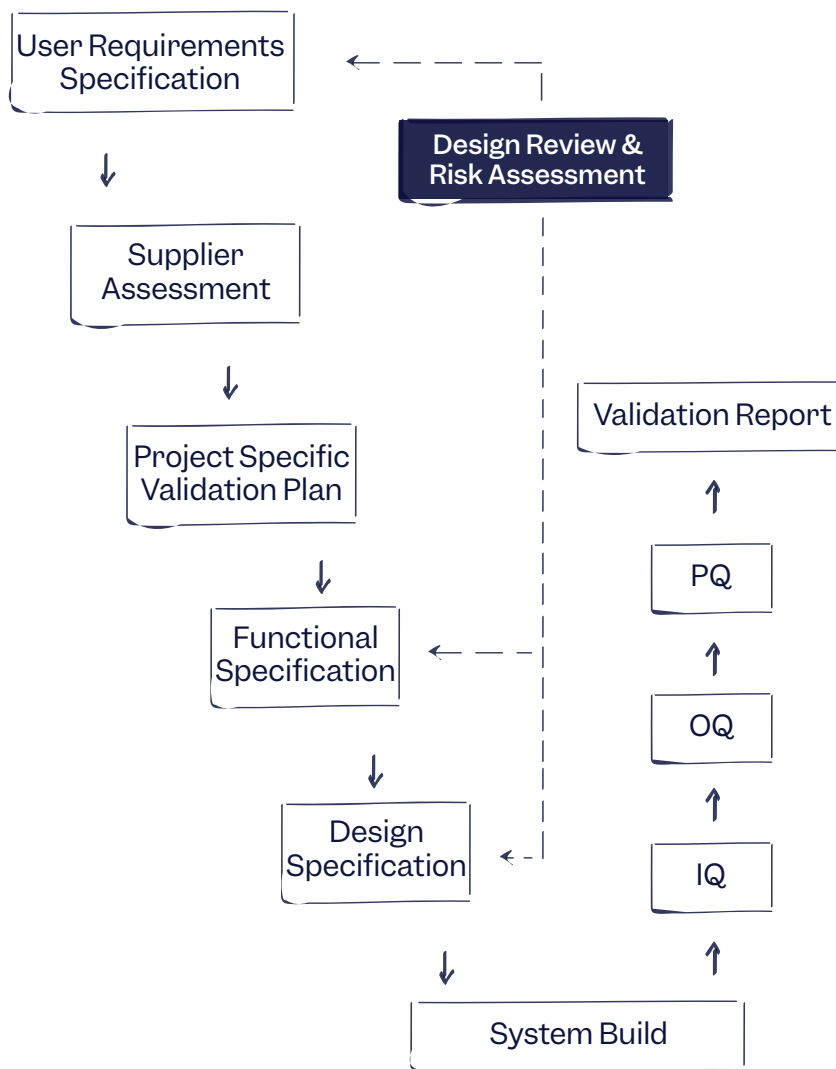 User Requirements
Specification
Design Review &
Risk Assessment
Supplier
Assessment
Validation Report
Project Specific
Validation Plan
PQ
Functional
Specification
OQ
Design
Specification
IQ
System Build